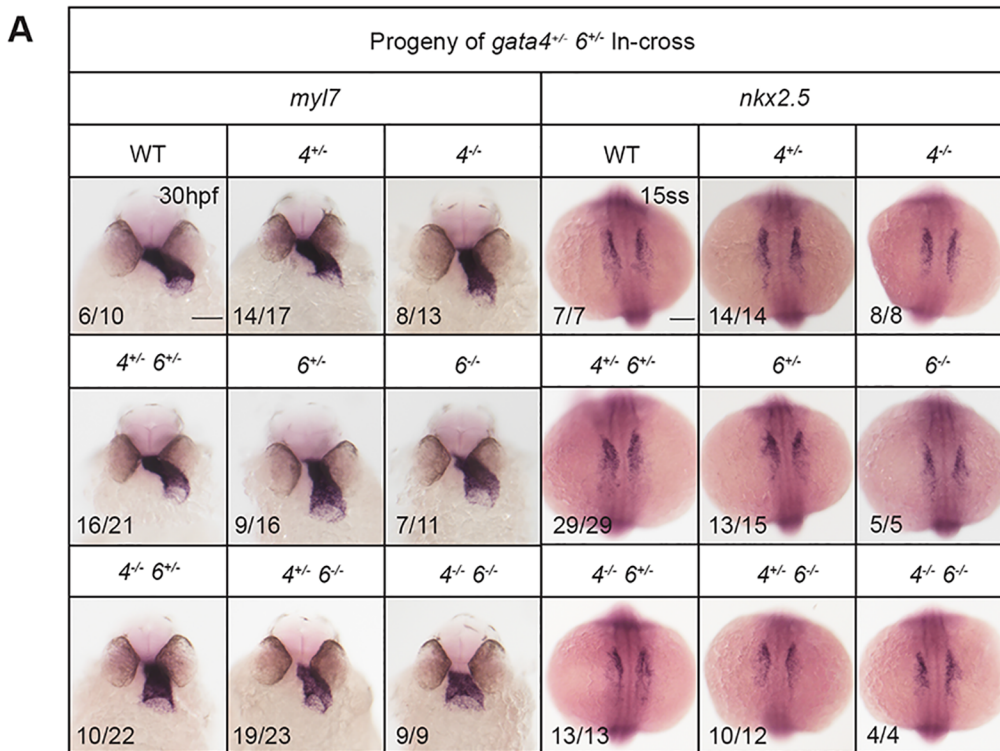 A
Progeny of gata4+/- 6+/- In-cross
myl7 nkx2.5
WT 4+/- 4-/- WT 4+/- 4-/-
30hpf 15ss
6/10 14/17 8/13 7/7 14/14 8/8
4+/- 6+/- 6+/- 6-/- 4+/- 6+/- 6+/- 6-/-
16/21 9/16 7/11 29/29 13/15 5/5
4-/- 6+/- 4+/- 6-/- 4-/- 6-/- 4-/- 6+/- 4+/- 6-/- 4-/- 6-/-
10/22 19/23 9/9 13/13 10/12 4/4